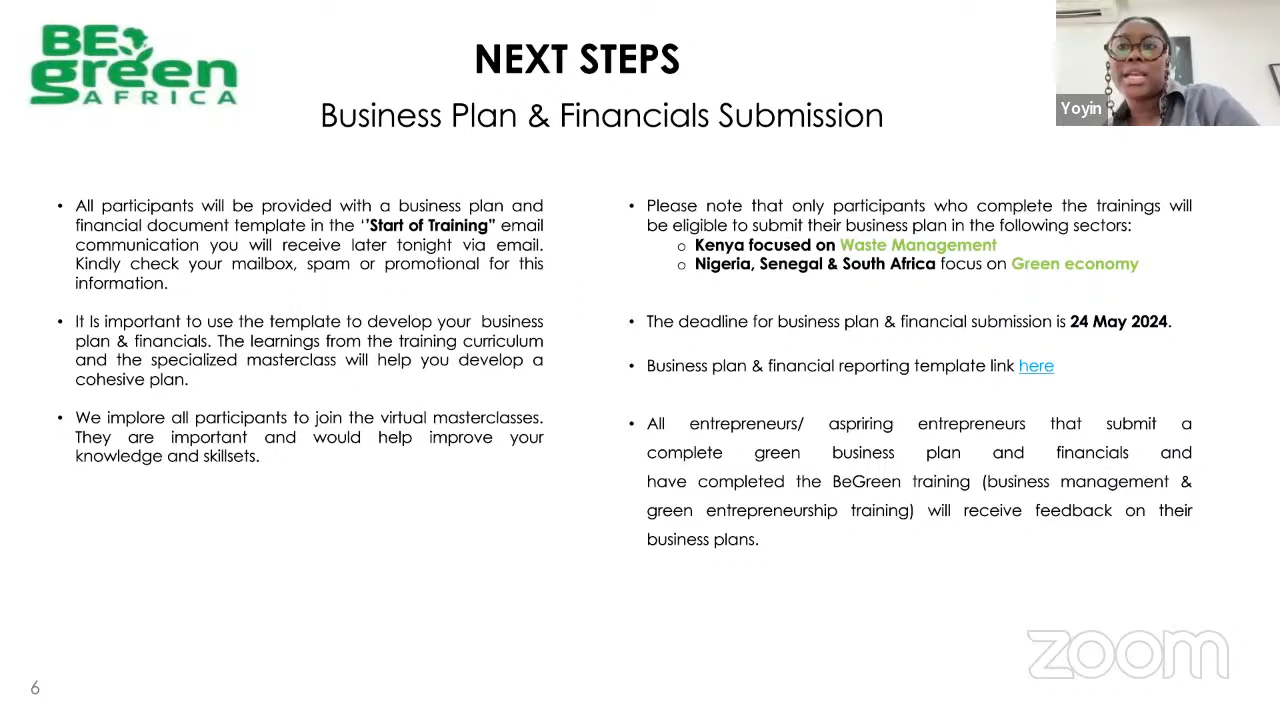 BE
green
AFRICA
NEXT STEPS
Business Plan & Financials Submission
Yoyin
• All participants will be provided with a business plan and
financial document template in the ‘’Start of Training” email
communication you will receive later tonight via email.
Kindly check your mailbox, spam or promotional for this
information.
• It Is important to use the template to develop your business
plan & financials. The learnings from the training curriculum
and the specialized masterclass will help you develop a
cohesive plan.
• We implore all participants to join the virtual masterclasses.
They are important and would help improve your
knowledge and skillsets.
• Please note that only participants who complete the trainings will
be eligible to submit their business plan in the following sectors:
o Kenya focused on Waste Management
o Nigeria, Senegal & South Africa focus on Green economy
• The deadline for business plan & financial submission is 24 May 2024.
• Business plan & financial reporting template link here
• All entrepreneurs/ aspiring entrepreneurs that submit a
complete green business plan and financials and
have completed the BeGreen training (business management &
green entrepreneurship training) will receive feedback on their
business plans.
zoom
6